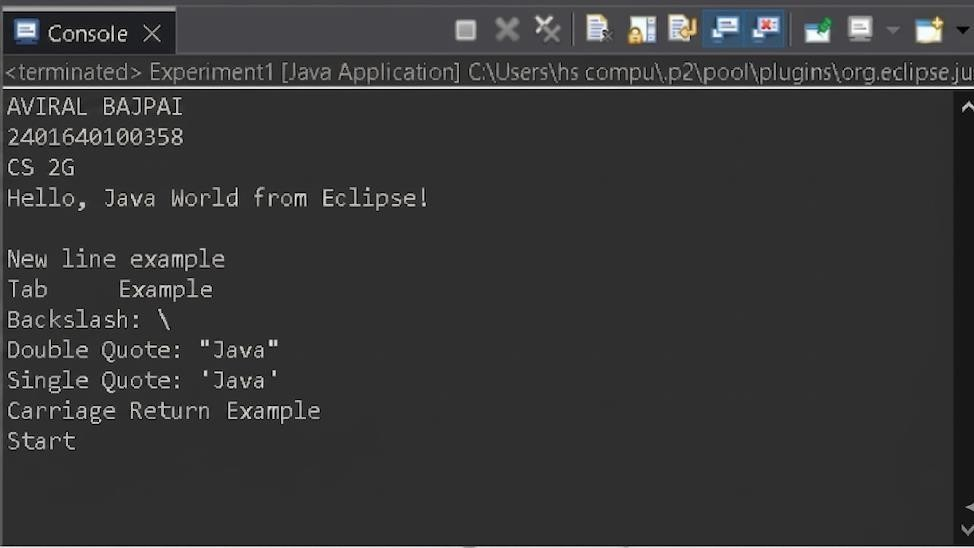 Console
<terminated> Experiment1 [Java Application] C:\Users\hs compu\.p2\pool\plugins\org.eclipse.ju
AVIRAL BAJPAI
2401640100358
CS 2G
Hello, Java World from Eclipse!
New line example
Tab	Example
Backslash: \
Double Quote: "Java"
Single Quote: 'Java'
Carriage Return Example
Start